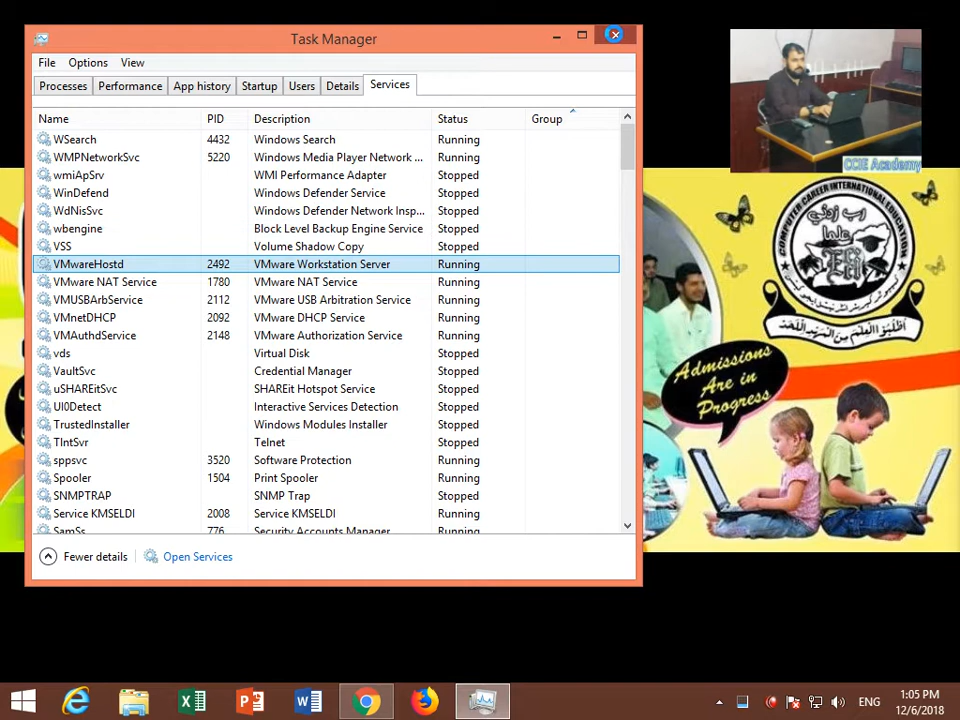 Task Manager
File Options View
Processes Performance App history Startup Users Details Services
Name PID Description Status Group
WSearch 4432 Windows Search Running
WMPNetworkSvc 5220 Windows Media Player Network ... Running
wmiApSrv WMI Performance Adapter Stopped
WinDefend Windows Defender Service Stopped
WdNisSvc Windows Defender Network Insp... Stopped
wbengine Block Level Backup Engine Service Stopped
VSS Volume Shadow Copy Stopped
VMwareHostd 2492 VMware Workstation Server Running
VMware NAT Service 1780 VMware NAT Service Running
VMUSBArbService 2112 VMware USB Arbitration Service Running
VMnetDHCP 2092 VMware DHCP Service Running
VMAuthdService 2148 VMware Authorization Service Running
vds Virtual Disk Stopped
VaultSvc Credential Manager Stopped
uSHAREitSvc SHAREit Hotspot Service Stopped
UI0Detect Interactive Services Detection Stopped
TrustedInstaller Windows Modules Installer Stopped
TlntSvr Telnet Stopped
sppsvc 3520 Software Protection Running
Spooler 1504 Print Spooler Running
SNMPTRAP SNMP Trap Stopped
Service KMSELDI 2008 Service KMSELDI Running
SamSs 776 Security Accounts Manager Running
Fewer details Open Services
CCIE Academy
COMPUTER CAREER INTERNATIONAL EDUCATION
رب زدني
علما
Admissions
Are in
Progress
ENG
1:05 PM
12/6/2018